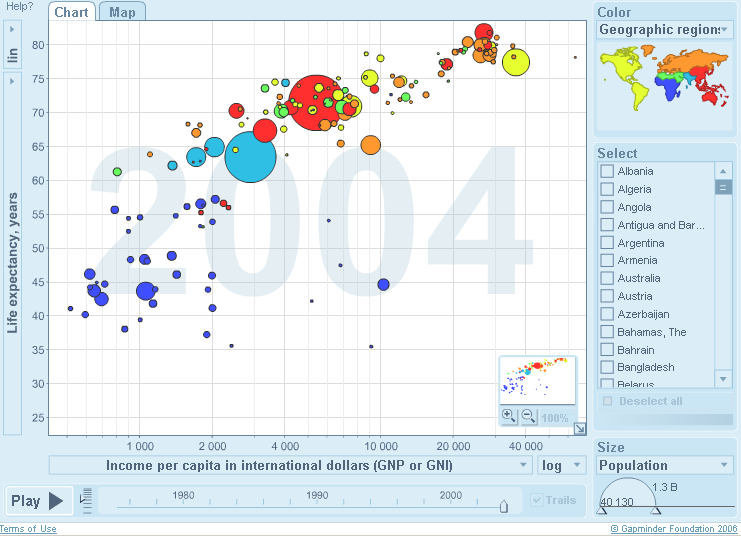 Help?
Chart
Map
lin
Life expectancy, years
80
75
70
65
60
55
50
45
40
35
30
25
2004
100%
1 000
2 000
4 000
10 000
20 000
40 000
Income per capita in international dollars (GNP or GNI)
log
Play
1980
1990
2000
Trails
Color
Geographic regions
Select
Albania
Algeria
Angola
Antigua and Bar...
Argentina
Armenia
Australia
Austria
Azerbaijan
Bahamas, The
Bahrain
Bangladesh
Belarus
Deselect all
Size
Population
1.3 B
40 130
Terms of Use
© Gapminder Foundation 2006